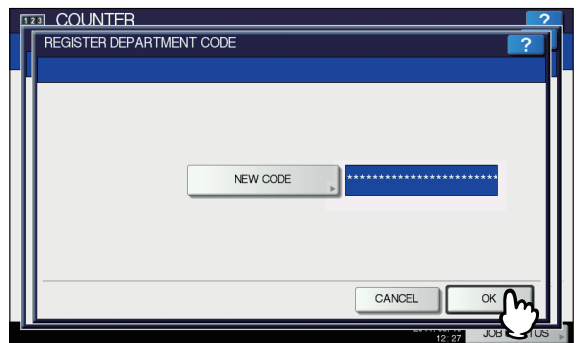 123 COUNTER ?
REGISTER DEPARTMENT CODE ?
NEW CODE ************************
CANCEL OK
12:27